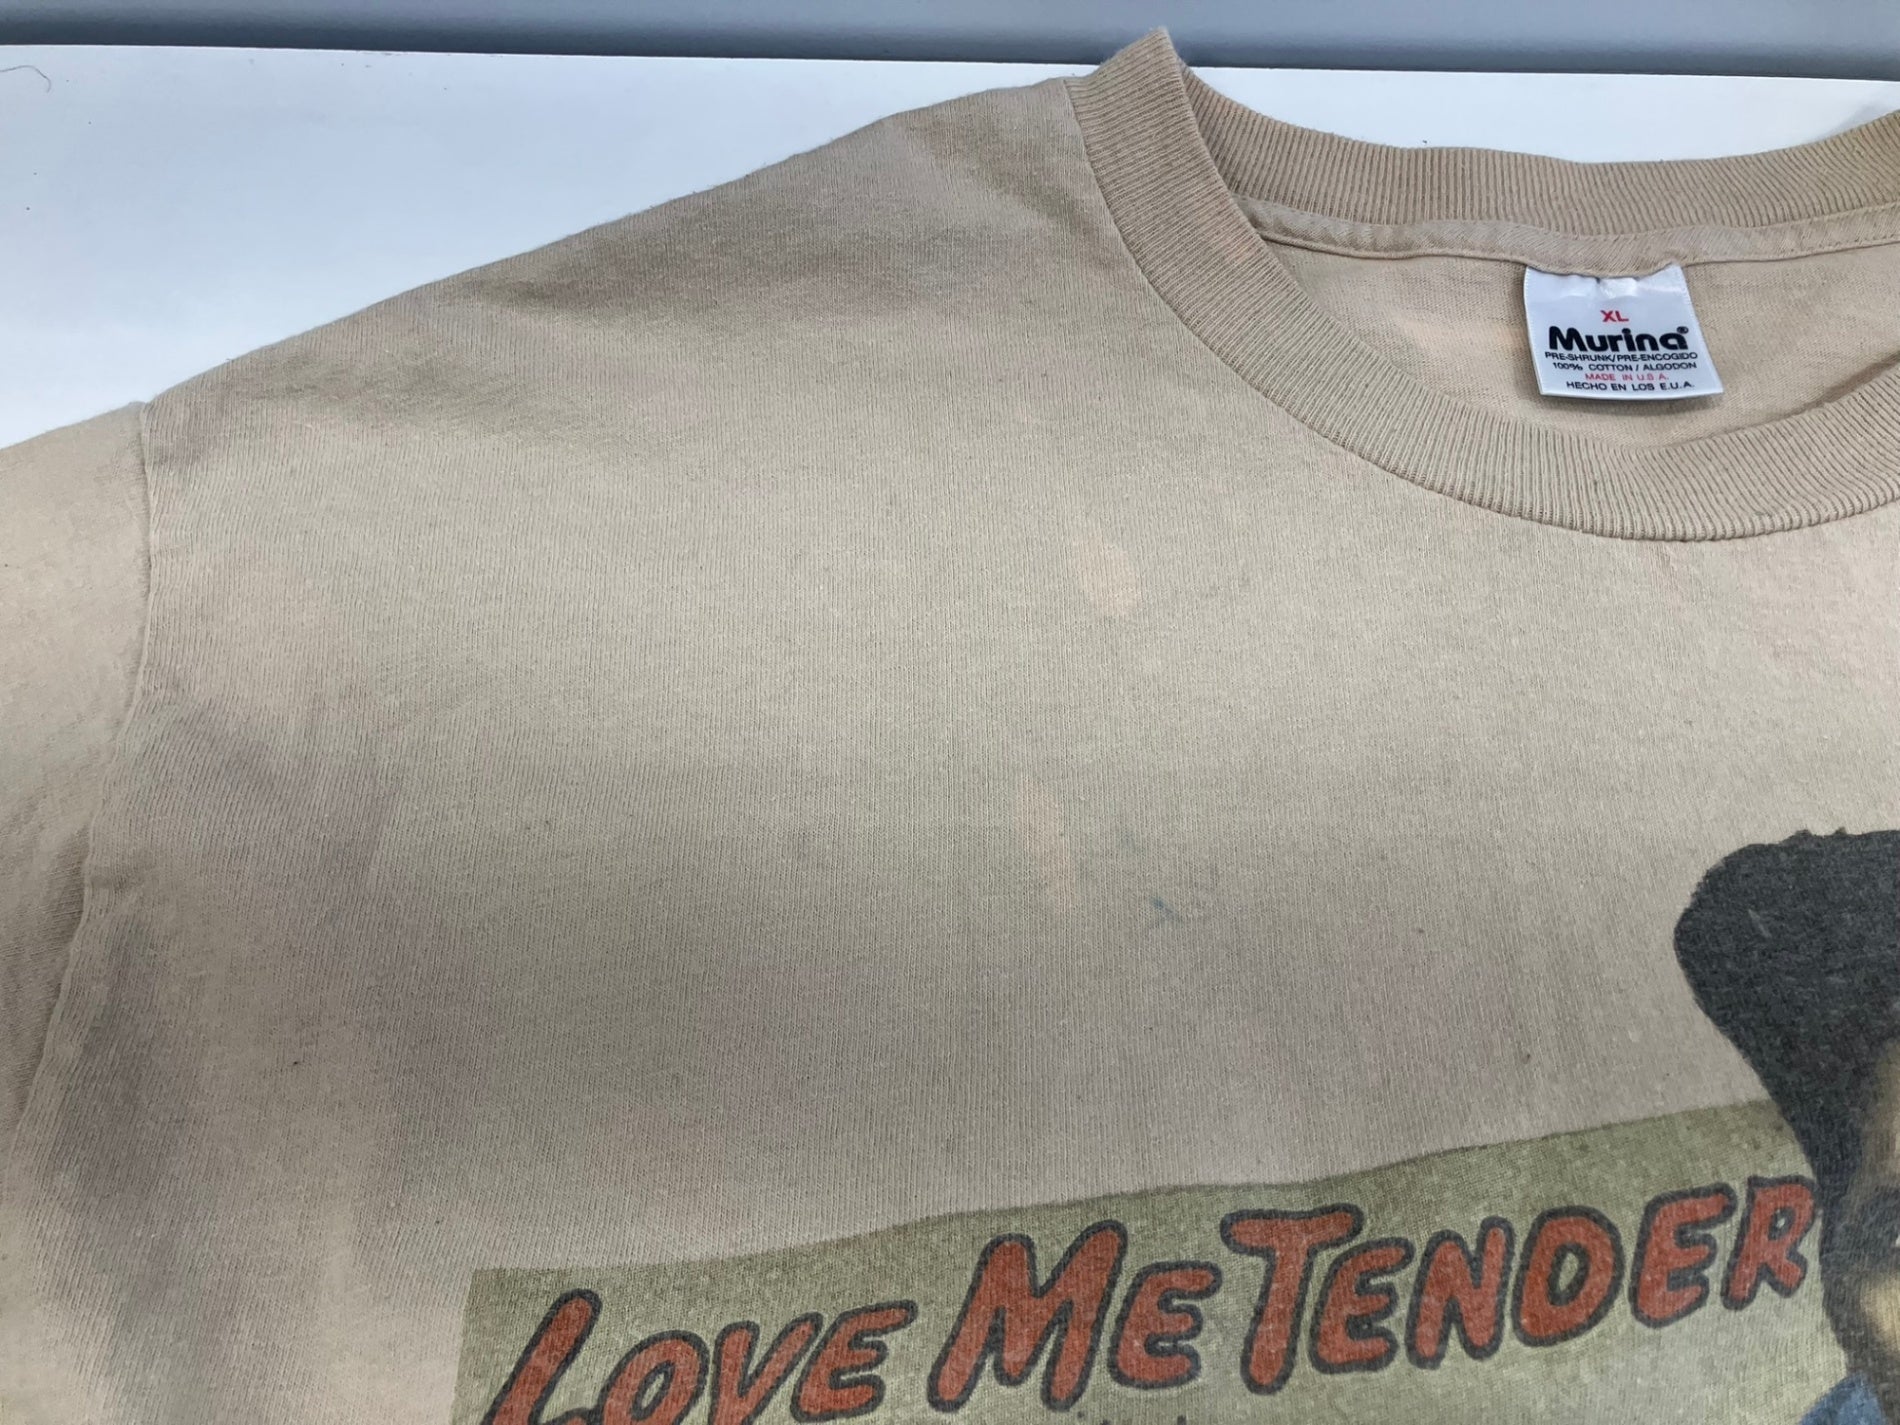 XL
Murina®
PRE-SHRUNK/PRE-ENCOGIDO
100% COTTON / ALGODON
MADE IN U.S.A.
HECHO EN LOS E.U.A.
LOVE ME TENDER